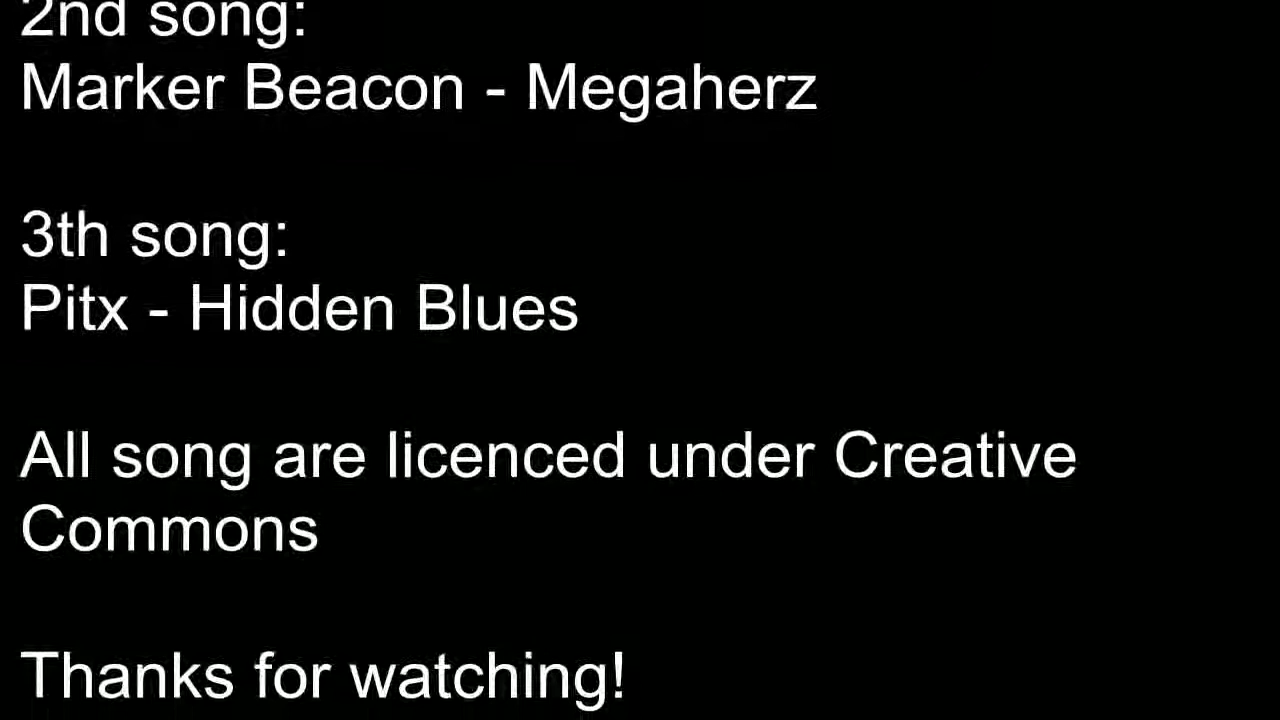 2nd song:
Marker Beacon - Megaherz
3th song:
Pitx - Hidden Blues
All song are licenced under Creative
Commons
Thanks for watching!